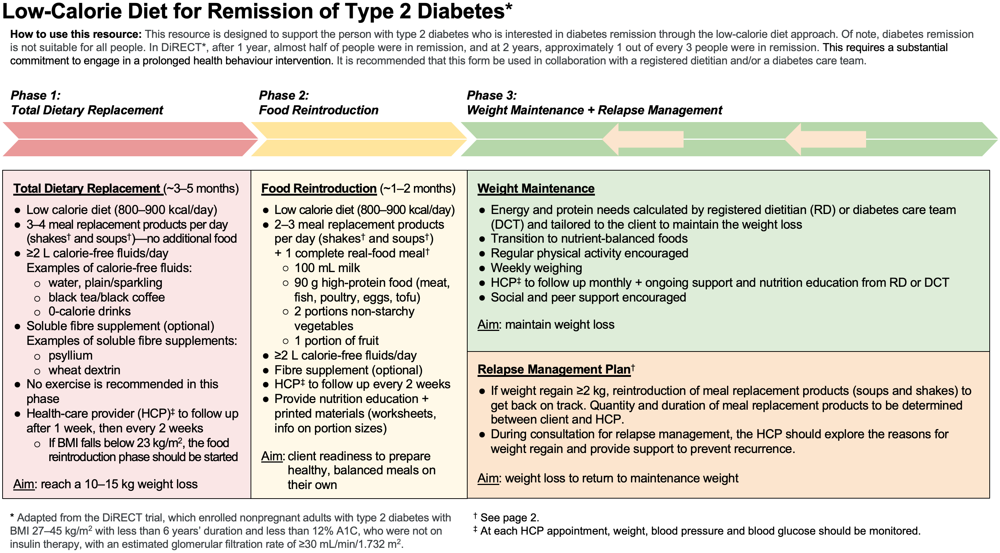 Low-Calorie Diet for Remission of Type 2 Diabetes*
How to use this resource: This resource is designed to support the person with type 2 diabetes who is interested in diabetes remission through the low-calorie diet approach. Of note, diabetes remission
is not suitable for all people. In DiRECT*, after 1 year, almost half of people were in remission, and at 2 years, approximately 1 out of every 3 people were in remission. This requires a substantial
commitment to engage in a prolonged health behaviour intervention. It is recommended that this form be used in collaboration with a registered dietitian and/or a diabetes care team.
Phase 1:
Total Dietary Replacement
Phase 2:
Food Reintroduction
Phase 3:
Weight Maintenance + Relapse Management
Total Dietary Replacement (~3–5 months)
● Low calorie diet (800–900 kcal/day)
● 3–4 meal replacement products per day
(shakes† and soups†)—no additional food
● ≥2 L calorie-free fluids/day
Examples of calorie-free fluids:
○ water, plain/sparkling
○ black tea/black coffee
○ 0-calorie drinks
● Soluble fibre supplement (optional)
Examples of soluble fibre supplements:
○ psyllium
○ wheat dextrin
● No exercise is recommended in this
phase
● Health-care provider (HCP)‡ to follow up
after 1 week, then every 2 weeks
○ If BMI falls below 23 kg/m², the food
reintroduction phase should be started
Aim: reach a 10–15 kg weight loss
Food Reintroduction (~1–2 months)
● Low calorie diet (800–900 kcal/day)
● 2–3 meal replacement products
per day (shakes† and soups†)
+ 1 complete real-food meal†
○ 100 mL milk
○ 90 g high-protein food (meat,
fish, poultry, eggs, tofu)
○ 2 portions non-starchy
vegetables
○ 1 portion of fruit
● ≥2 L calorie-free fluids/day
● Fibre supplement (optional)
● HCP‡ to follow up every 2 weeks
● Provide nutrition education +
printed materials (worksheets,
info on portion sizes)
Aim: client readiness to prepare
healthy, balanced meals on
their own
Weight Maintenance
● Energy and protein needs calculated by registered dietitian (RD) or diabetes care team
(DCT) and tailored to the client to maintain the weight loss
● Transition to nutrient-balanced foods
● Regular physical activity encouraged
● Weekly weighing
● HCP‡ to follow up monthly + ongoing support and nutrition education from RD or DCT
● Social and peer support encouraged
Aim: maintain weight loss
Relapse Management Plan†
● If weight regain ≥2 kg, reintroduction of meal replacement products (soups and shakes) to
get back on track. Quantity and duration of meal replacement products to be determined
between client and HCP.
● During consultation for relapse management, the HCP should explore the reasons for
weight regain and provide support to prevent recurrence.
Aim: weight loss to return to maintenance weight
* Adapted from the DiRECT trial, which enrolled nonpregnant adults with type 2 diabetes with
BMI 27–45 kg/m² with less than 6 years’ duration and less than 12% A1C, who were not on
insulin therapy, with an estimated glomerular filtration rate of ≥30 mL/min/1.732 m².
† See page 2.
‡ At each HCP appointment, weight, blood pressure and blood glucose should be monitored.